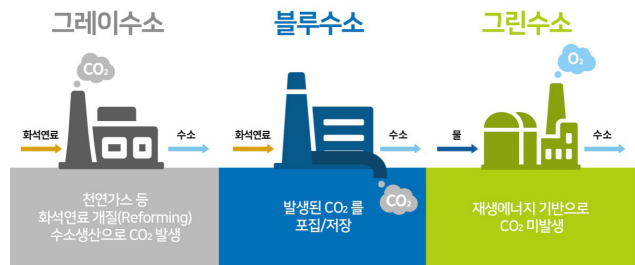 그레이수소
CO₂
화석연료
수소
천연가스 등
화석연료 개질(Reforming)
수소생산으로 CO₂ 발생
블루수소
화석연료
수소
CO₂
발생된 CO₂ 를
포집/저장
그린수소
O₂
물
수소
재생에너지 기반으로
CO₂ 미발생